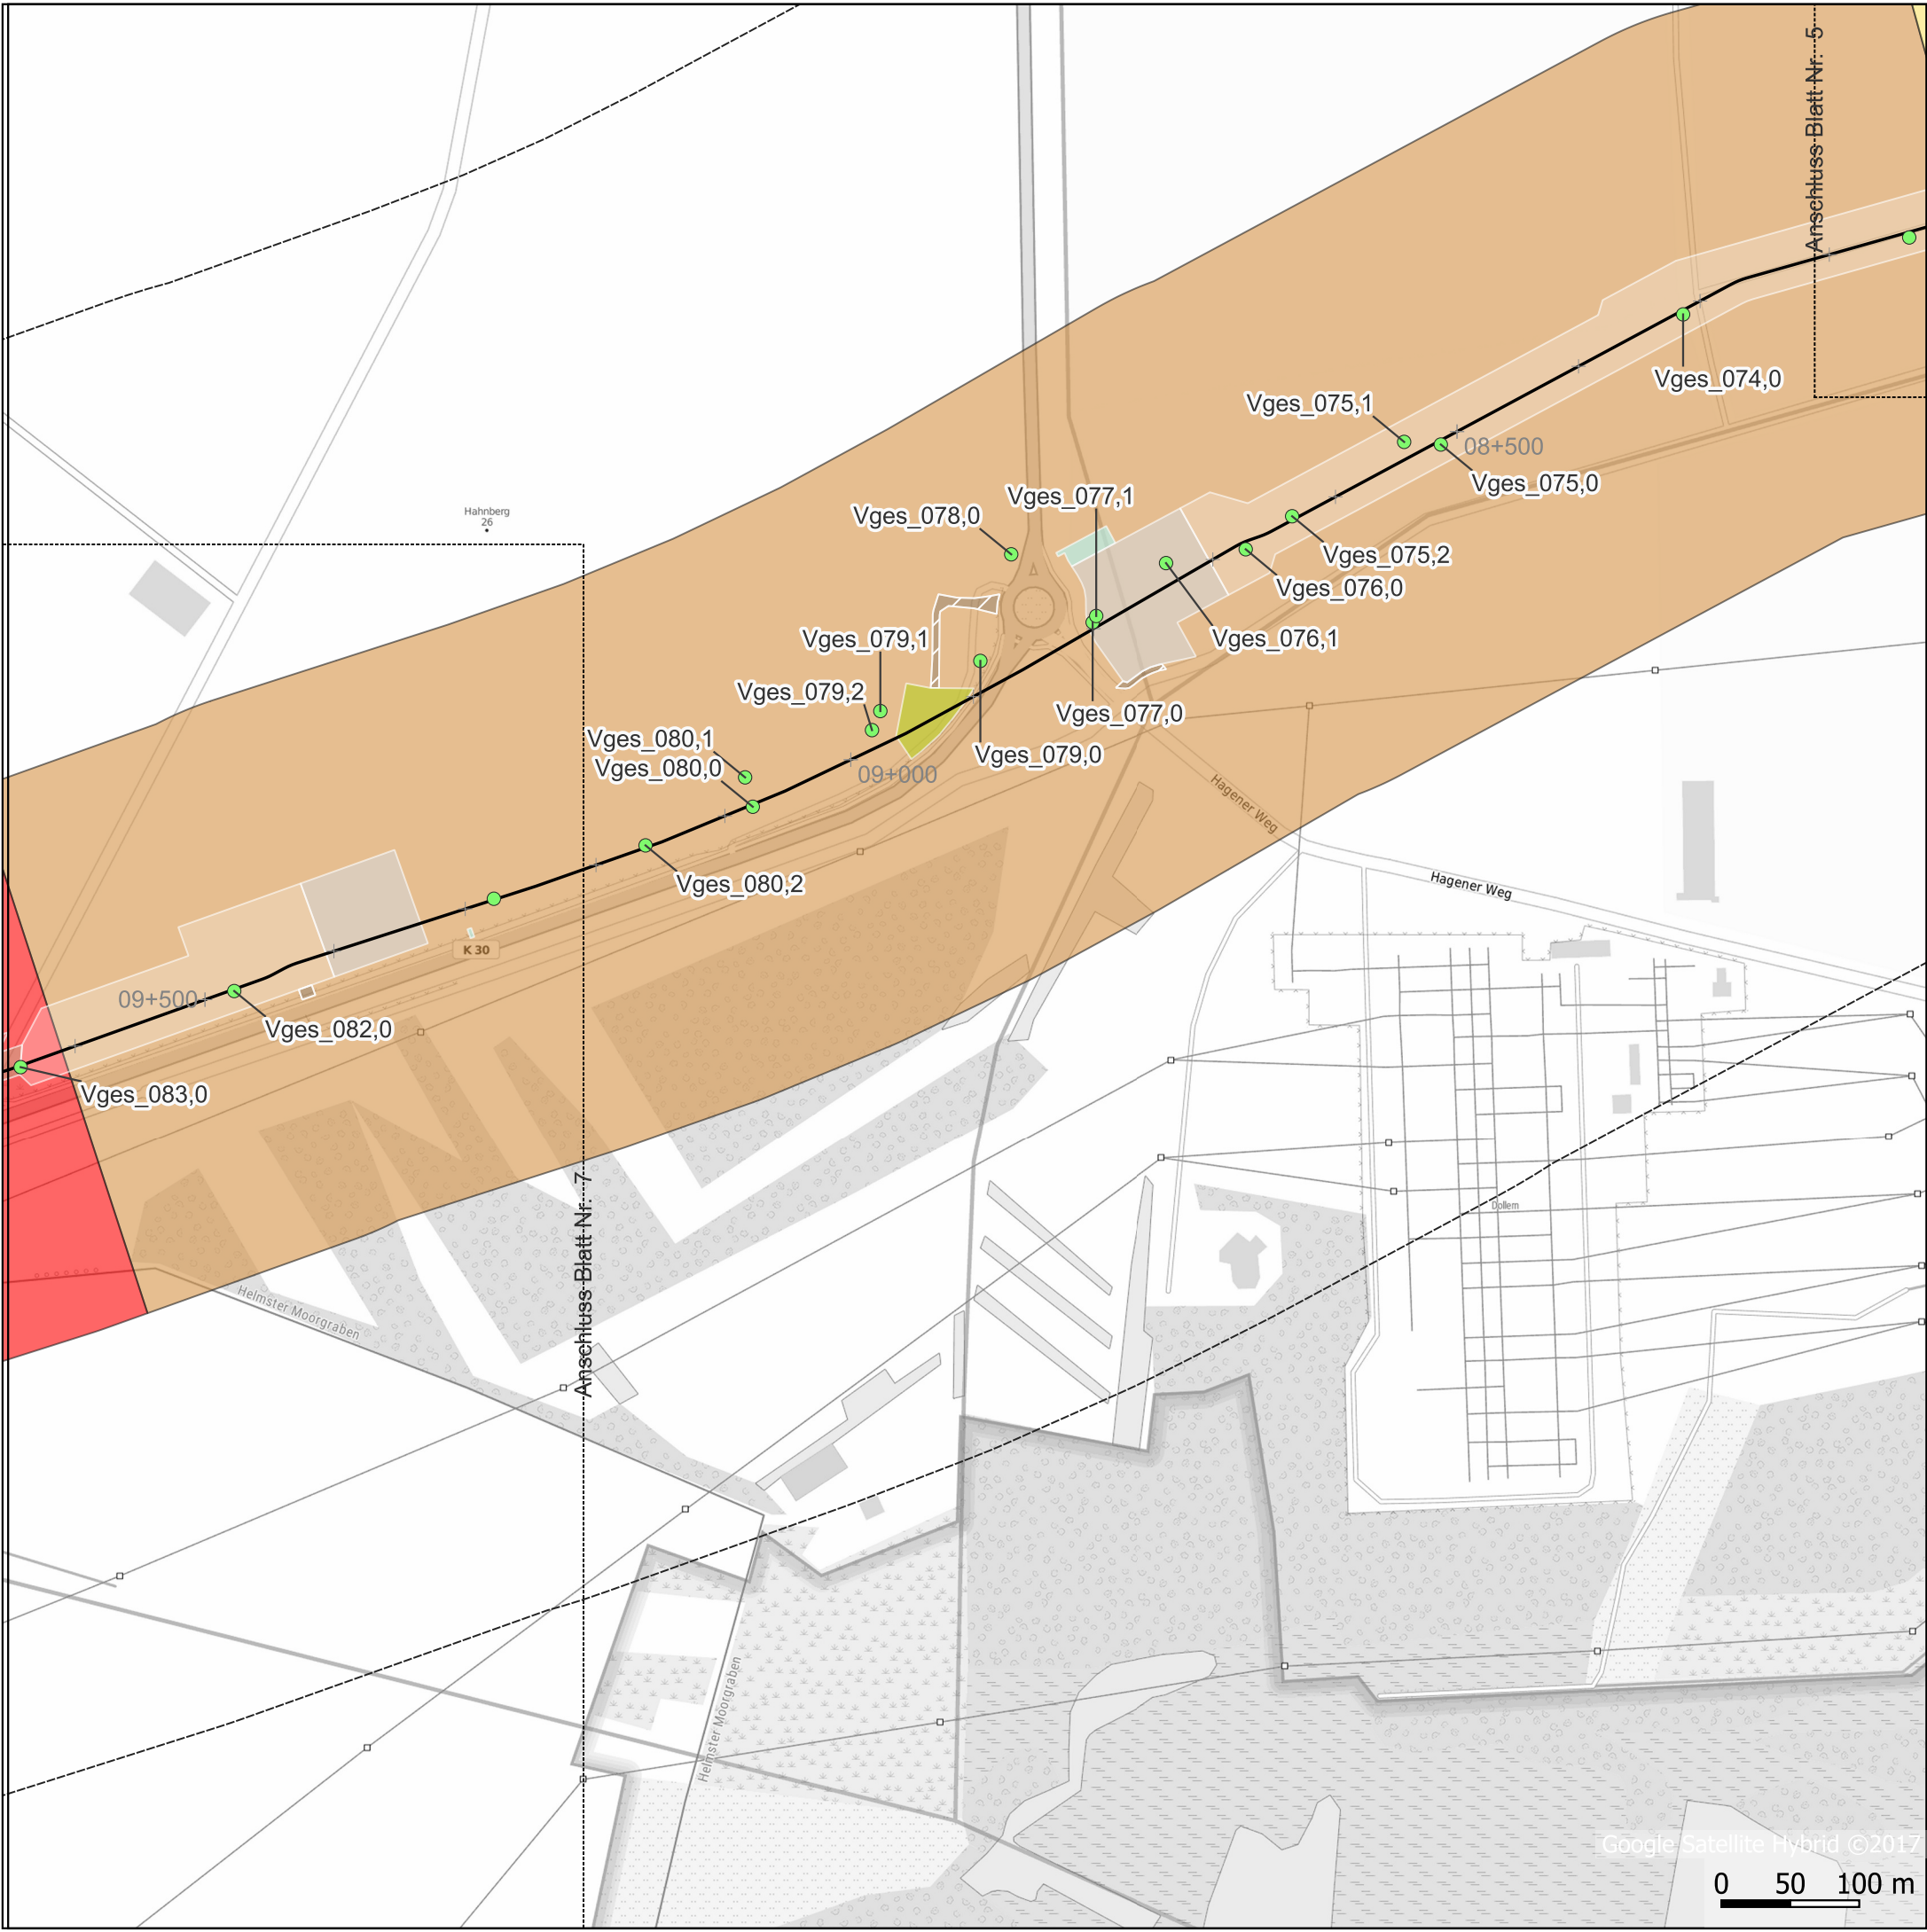 Anschluss Blatt Nr. 5
Vges_074,0
Vges_075,1
08+500
Vges_075,0
Vges_077,1
Vges_078,0
Hahnberg
26
Vges_075,2
Vges_076,0
Vges_079,1
Vges_076,1
Vges_079,2
Vges_077,0
Vges_080,1
Vges_079,0
Vges_080,0
09+000
Hagener Weg
Vges_080,2
Hagener Weg
K 30
09+500
Vges_082,0
Vges_083,0
Dollem
Anschluss Blatt Nr. 7
Helmster Moorgraben
Helmster Moorgraben
Google Satellite Hybrid ©2017
0 50 100 m